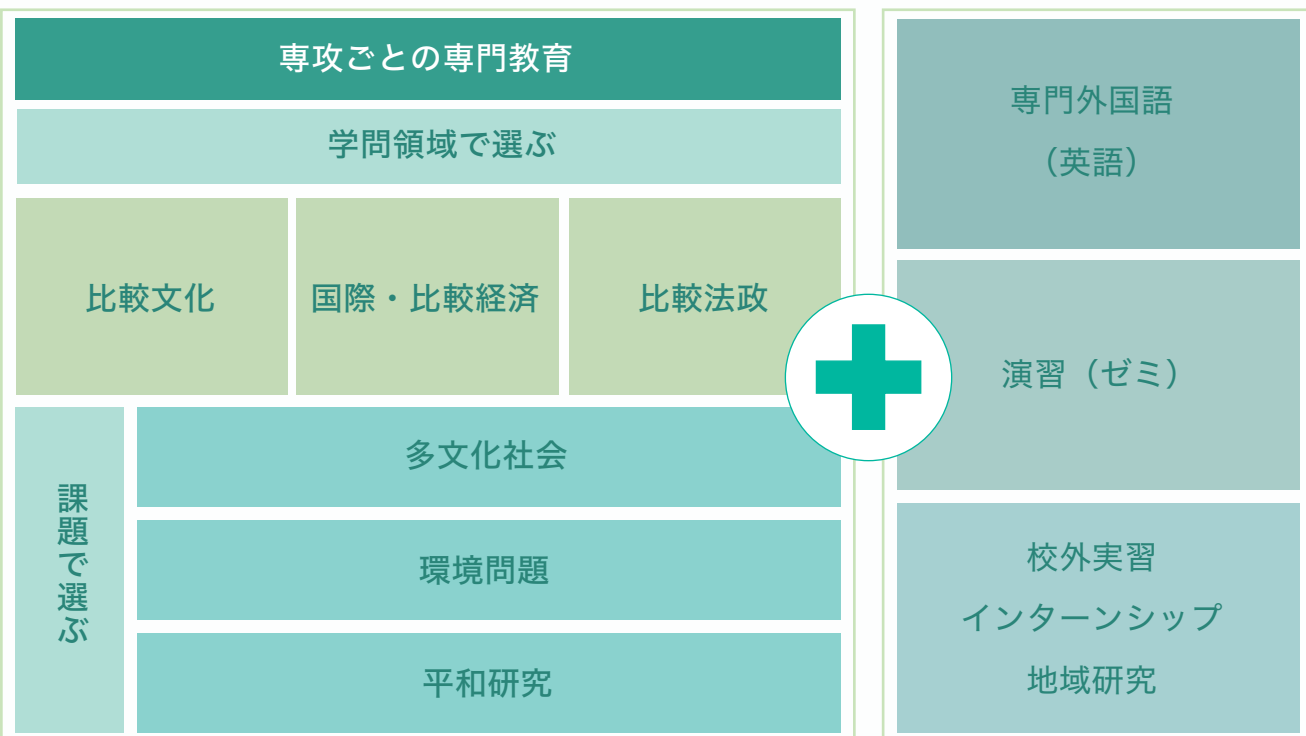 専攻ごとの専門教育
学問領域で選ぶ
比較文化
国際・比較経済
比較法政
課題で選ぶ
多文化社会
環境問題
平和研究
専門外国語
（英語）
演習（ゼミ）
校外実習
インターンシップ
地域研究